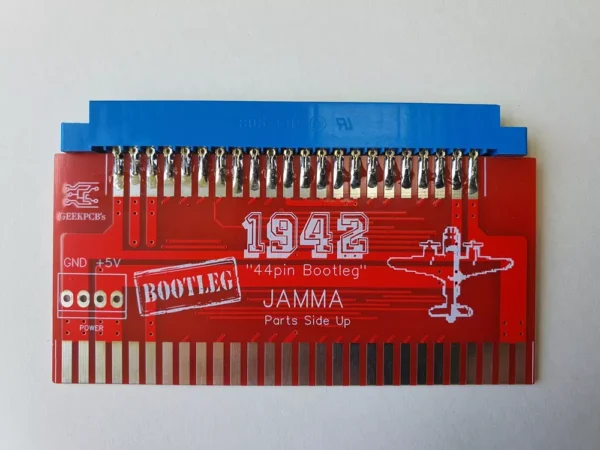 GEEKPCB's
1942
"44pin Bootleg"
GND +5V
BOOTLEG
JAMMA
Parts Side Up
POWER